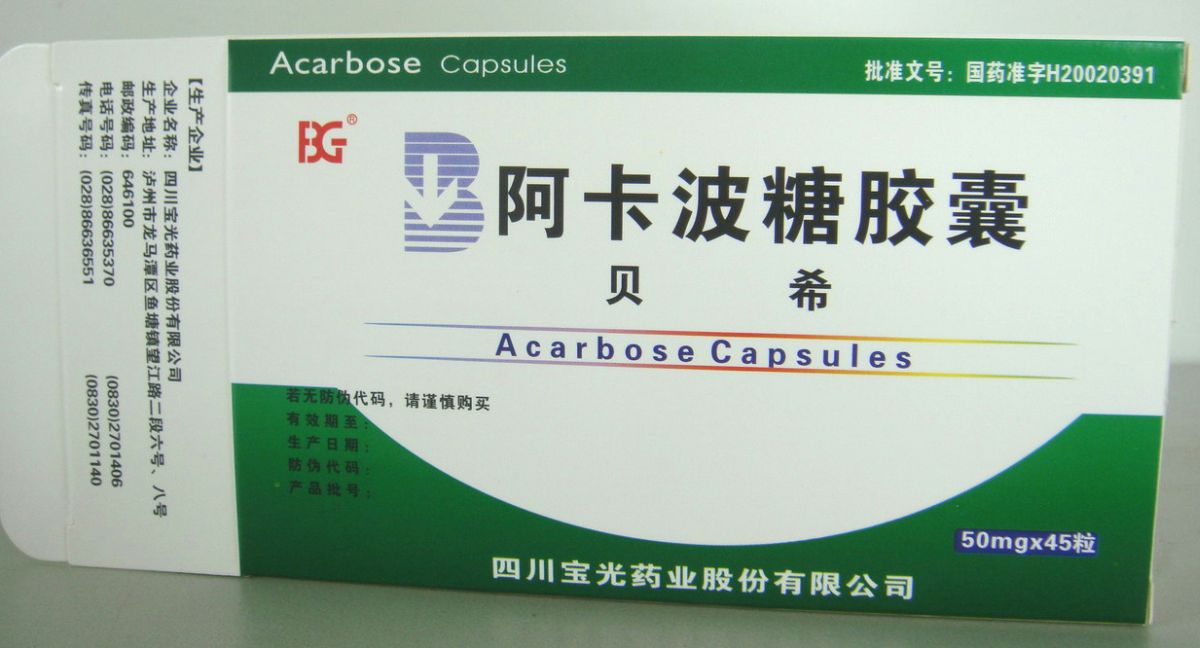 Acarbose Capsules
批准文号：国药准字H20020391
BG®
阿卡波糖胶囊
贝 希
Acarbose Capsules
若无防伪代码，请谨慎购买
有效期至：
生产日期：
防伪代码：
产品批号：
50mgx45粒
四川宝光药业股份有限公司
【生产企业】
企业名称：四川宝光药业股份有限公司
生产地址：泸州市龙马潭区鱼塘镇望江路二段六号、八号
邮政编码：646100
电话号码：(028)86635370 (0830)2701406
传真号码：(028)86636551 (0830)2701140